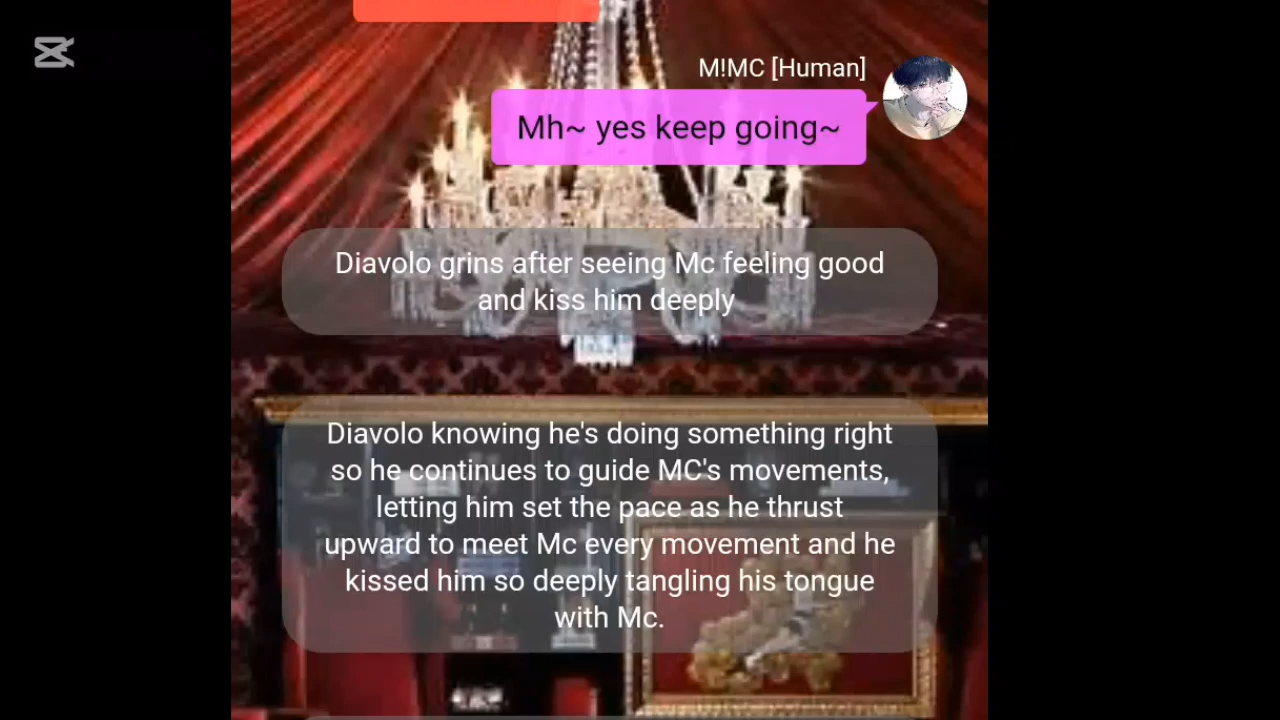 M!MC [Human]
Mh~ yes keep going~
Diavolo grins after seeing Mc feeling good
and kiss him deeply
Diavolo knowing he's doing something right
so he continues to guide MC's movements,
letting him set the pace as he thrust
upward to meet Mc every movement and he
kissed him so deeply tangling his tongue
with Mc.